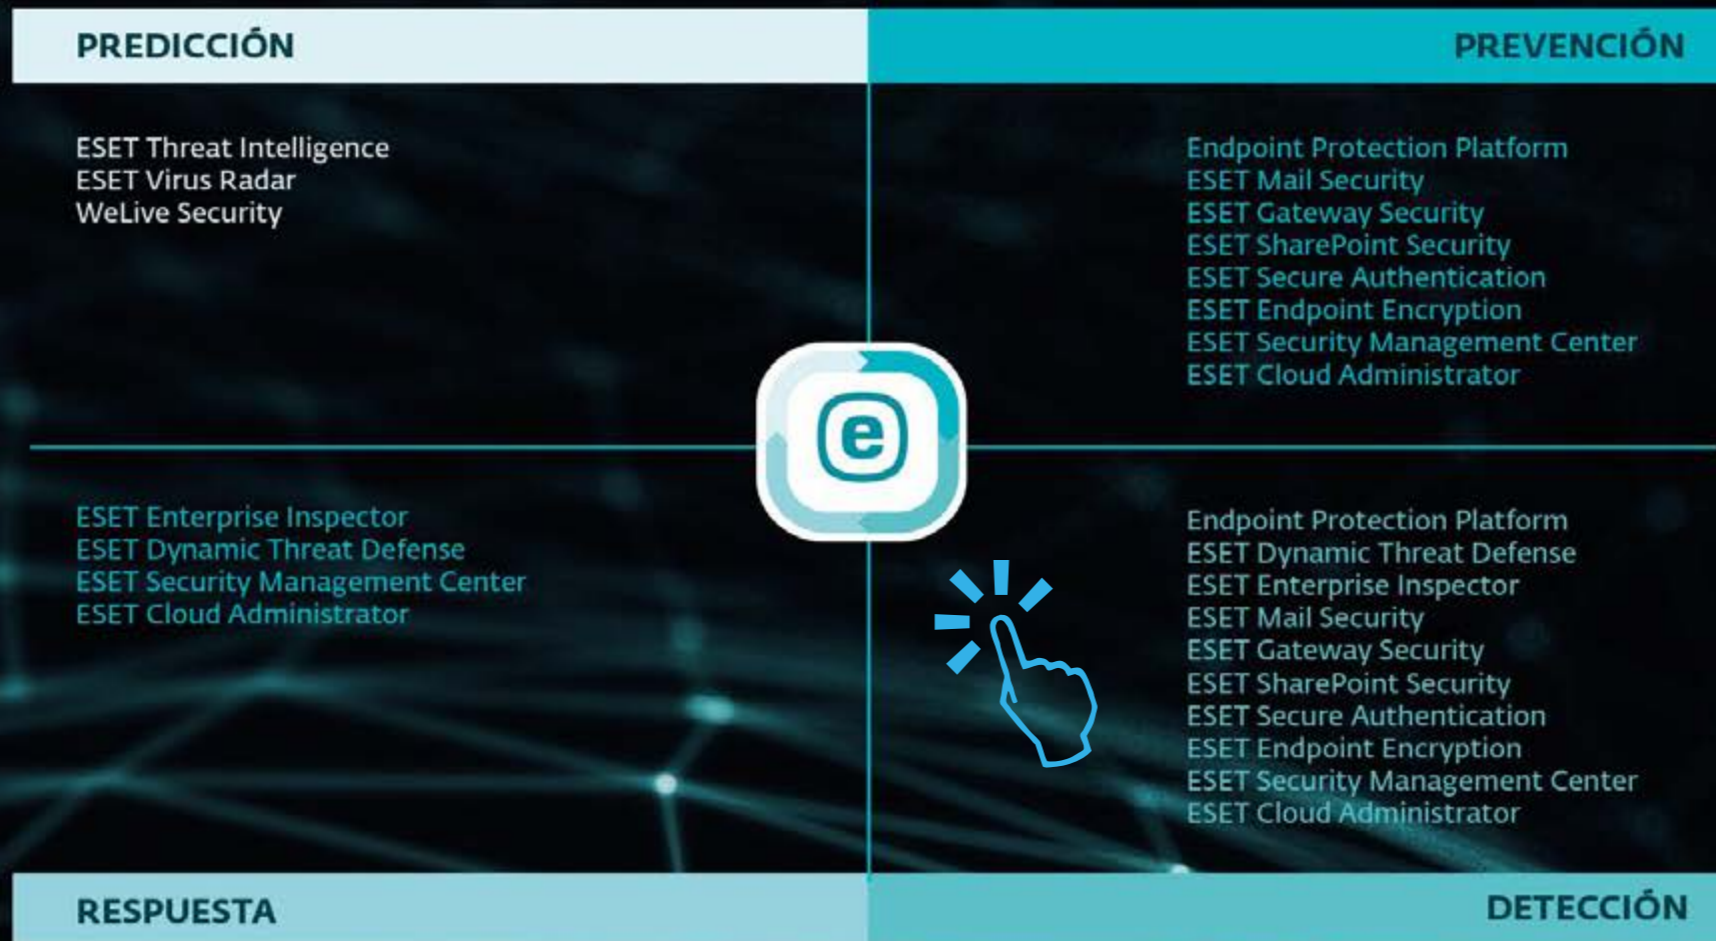 PREDICCIÓN
ESET Threat Intelligence
ESET Virus Radar
WeLive Security
PREVENCIÓN
Endpoint Protection Platform
ESET Mail Security
ESET Gateway Security
ESET SharePoint Security
ESET Secure Authentication
ESET Endpoint Encryption
ESET Security Management Center
ESET Cloud Administrator
e
ESET Enterprise Inspector
ESET Dynamic Threat Defense
ESET Security Management Center
ESET Cloud Administrator
RESPUESTA
Endpoint Protection Platform
ESET Dynamic Threat Defense
ESET Enterprise Inspector
ESET Mail Security
ESET Gateway Security
ESET SharePoint Security
ESET Secure Authentication
ESET Endpoint Encryption
ESET Security Management Center
ESET Cloud Administrator
DETECCIÓN